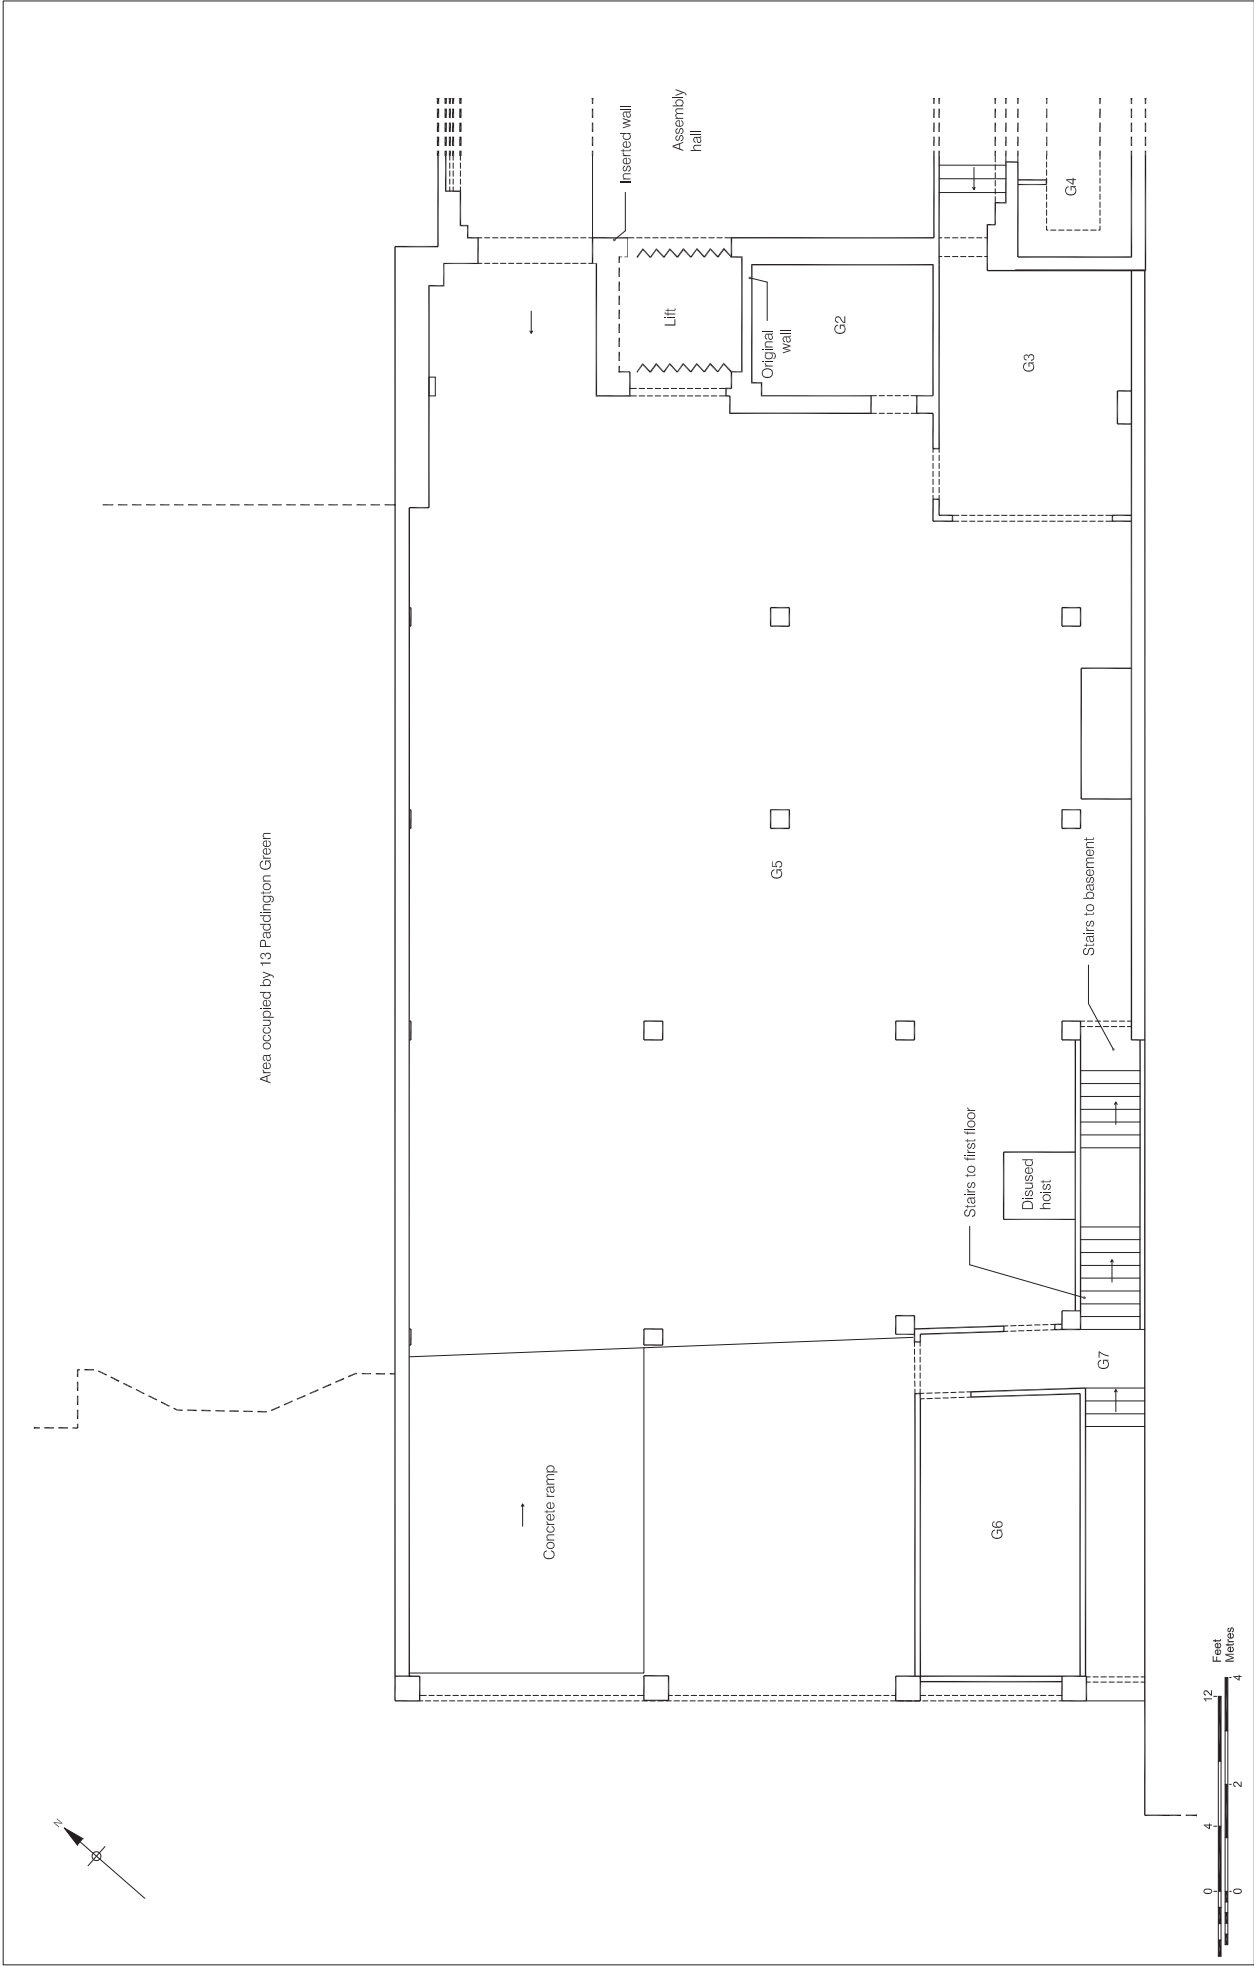 Assembly
hall
Inserted wall
G4
Lift
Original
wall
G2
G3
Area occupied by 13 Paddington Green
G5
Stairs to basement
Stairs to first floor
Disused
hoist
G7
Concrete ramp
G6
N
Feet
Metres
0 4 12
0 2 4